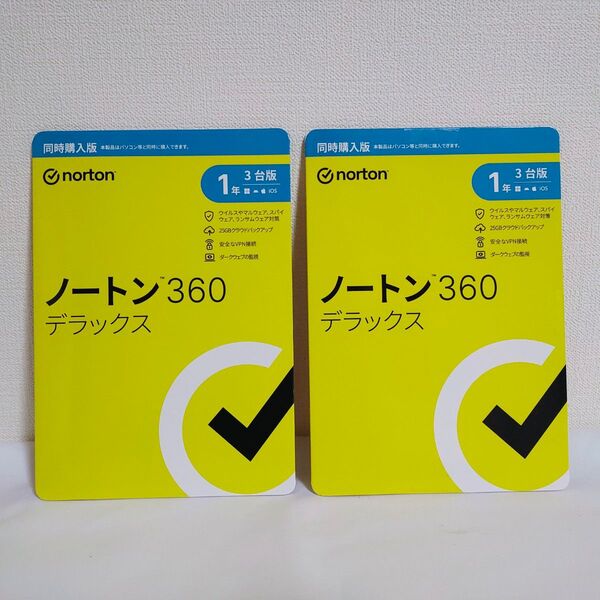 同時購入版 本製品はパソコン等と同時に購入できます。
norton
1年 3台版
iOS
ウイルスやマルウェア、スパイ
ウェア、ランサムウェア対策
25GBクラウドバックアップ
安全なVPN接続
ダークウェブの監視
ノートン™ 360
デラックス
同時購入版 本製品はパソコン等と同時に購入できます。
norton
1年 3台版
iOS
ウイルスやマルウェア、スパイ
ウェア、ランサムウェア対策
25GBクラウドバックアップ
安全なVPN接続
ダークウェブの監視
ノートン™ 360
デラックス